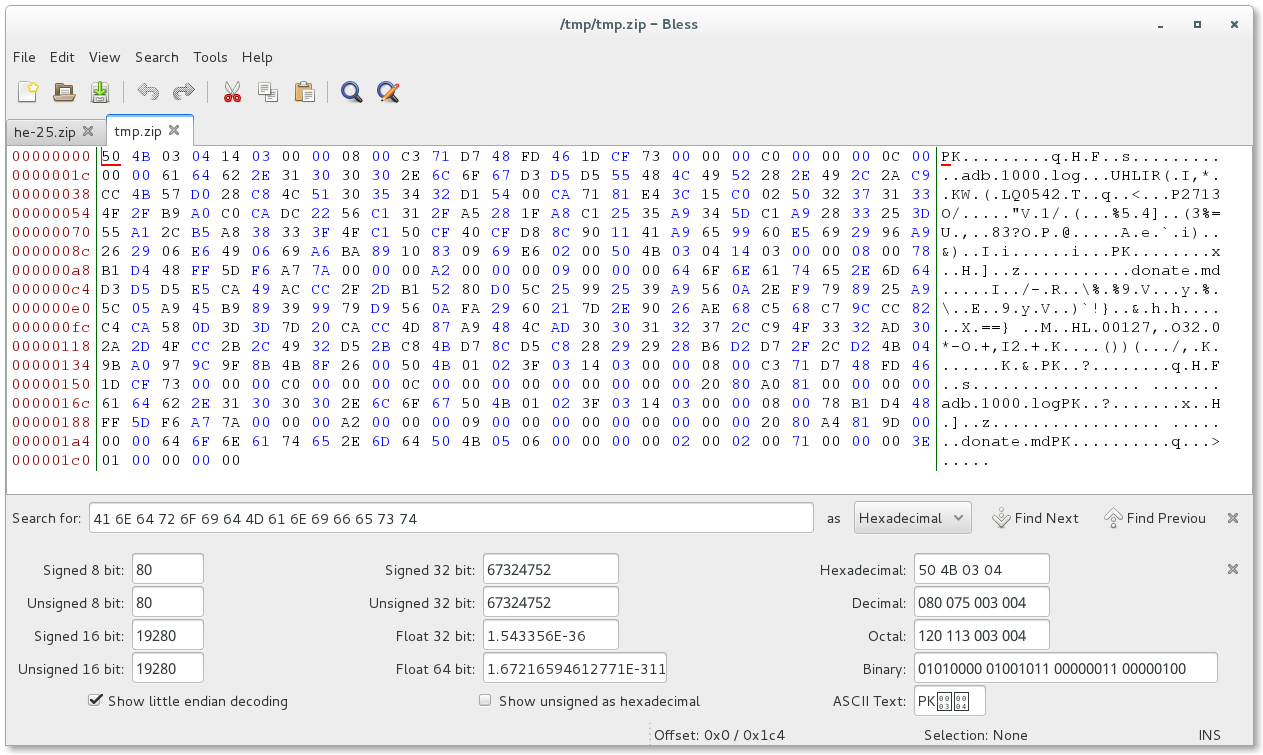 /tmp/tmp.zip – Bless
File Edit View Search Tools Help
he-25.zip tmp.zip
00000000 50 4B 03 04 14 03 00 00 08 00 C3 71 D7 48 FD 46 1D CF 73 00 00 00 C0 00 00 00 0C 00 PK.........q.H.F..s.........
0000001c 00 00 61 64 62 2E 31 30 30 30 2E 6C 6F 67 D3 D5 D5 55 48 4C 49 52 28 2E 49 2C 2A C9 ..adb.1000.log...UHLIR(.I,*.
00000038 CC 4B 57 D0 28 C8 4C 51 30 35 34 32 D1 54 00 CA 71 81 E4 3C 15 C0 02 50 32 37 31 33 .KW.(.LQ0542.T..q..<...P2713
00000054 4F 2F B9 A0 C0 CA DC 22 56 C1 31 2F A5 28 1F A8 C1 25 35 A9 34 5D C1 A9 28 33 25 3D O/....."V.1/.(...%5.4]..(3%=
00000070 55 A1 2C B5 A8 38 33 3F 4F C1 50 CF 40 CF D8 8C 90 11 41 A9 65 99 60 E5 69 29 96 A9 U.,..83?O.P.@.....A.e.`.i)..
0000008c 26 29 06 E6 49 06 69 A6 BA 89 10 83 09 69 E6 02 00 50 4B 03 04 14 03 00 00 08 00 78 &)..I.i......i...PK........x
000000a8 B1 D4 48 FF 5D F6 A7 7A 00 00 00 A2 00 00 00 09 00 00 00 64 6F 6E 61 74 65 2E 6D 64 ..H.]..z...........donate.md
000000c4 D3 D5 D5 E5 CA 49 AC CC 2F 2D B1 52 80 D0 5C 25 99 25 39 A9 56 0A 2E F9 79 89 25 A9 .....I../-.R..\%.%9.V...y.%.
000000e0 5C 05 A9 45 B9 89 39 99 79 D9 56 0A FA 29 60 21 7D 2E 90 26 AE 68 C5 68 C7 9C CC 82 \..E..9.y.V..)`!}..&.h.h....
000000fc C4 CA 58 0D 3D 3D 7D 20 CA CC 4D 87 A9 48 4C AD 30 30 31 32 37 2C C9 4F 33 32 AD 30 ..X.==} ..M..HL.00127,.O32.0
00000118 2A 2D 4F CC 2B 2C 49 32 D5 2B C8 4B D7 8C D5 C8 28 29 29 28 B6 D2 D7 2F 2C D2 4B 04 *-O.+,I2.+.K....())(.../,.K.
00000134 9B A0 97 9C 9F 8B 4B 8F 26 00 50 4B 01 02 3F 03 14 03 00 00 08 00 C3 71 D7 48 FD 46 ......K.&.PK..?........q.H.F
00000150 1D CF 73 00 00 00 C0 00 00 00 0C 00 00 00 00 00 00 00 00 00 20 80 A0 81 00 00 00 00 ..s................. .......
0000016c 61 64 62 2E 31 30 30 30 2E 6C 6F 67 50 4B 01 02 3F 03 14 03 00 00 08 00 78 B1 D4 48 adb.1000.logPK..?.......x..H
00000188 FF 5D F6 A7 7A 00 00 00 A2 00 00 00 09 00 00 00 00 00 00 00 00 00 20 80 A4 81 9D 00 .]..z................. .....
000001a4 00 00 64 6F 6E 61 74 65 2E 6D 64 50 4B 05 06 00 00 00 00 02 00 02 00 71 00 00 00 3E ..donate.mdPK..........q...>
000001c0 01 00 00 00 00 .....
Search for: 41 6E 64 72 6F 69 64 4D 61 6E 69 66 65 73 74 as Hexadecimal Find Next Find Previou
Signed 8 bit: 80 Signed 32 bit: 67324752 Hexadecimal: 50 4B 03 04
Unsigned 8 bit: 80 Unsigned 32 bit: 67324752 Decimal: 080 075 003 004
Signed 16 bit: 19280 Float 32 bit: 1.543356E-36 Octal: 120 113 003 004
Unsigned 16 bit: 19280 Float 64 bit: 1.67216594612771E-311 Binary: 01010000 01001011 00000011 00000100
Show little endian decoding Show unsigned as hexadecimal ASCII Text: PK
Offset: 0x0 / 0x1c4 Selection: None INS